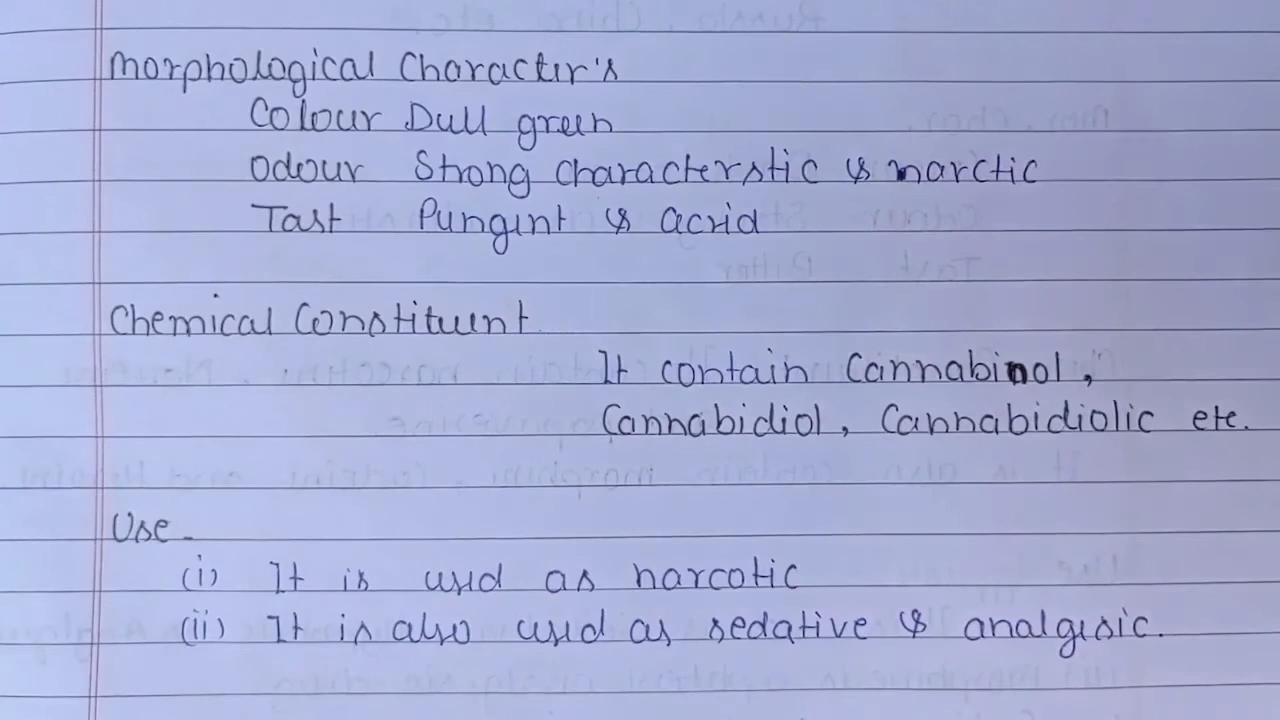 Morphological Character's
Colour Dull green
Odour Strong characterstic & narctic
Tast Pungent & acrid
Chemical Constituent
It contain Cannabinol,
Cannabidiol, Cannabidiolic etc.
Use -
(i) It is used as narcotic
(ii) It is also used as sedative & analgesic.